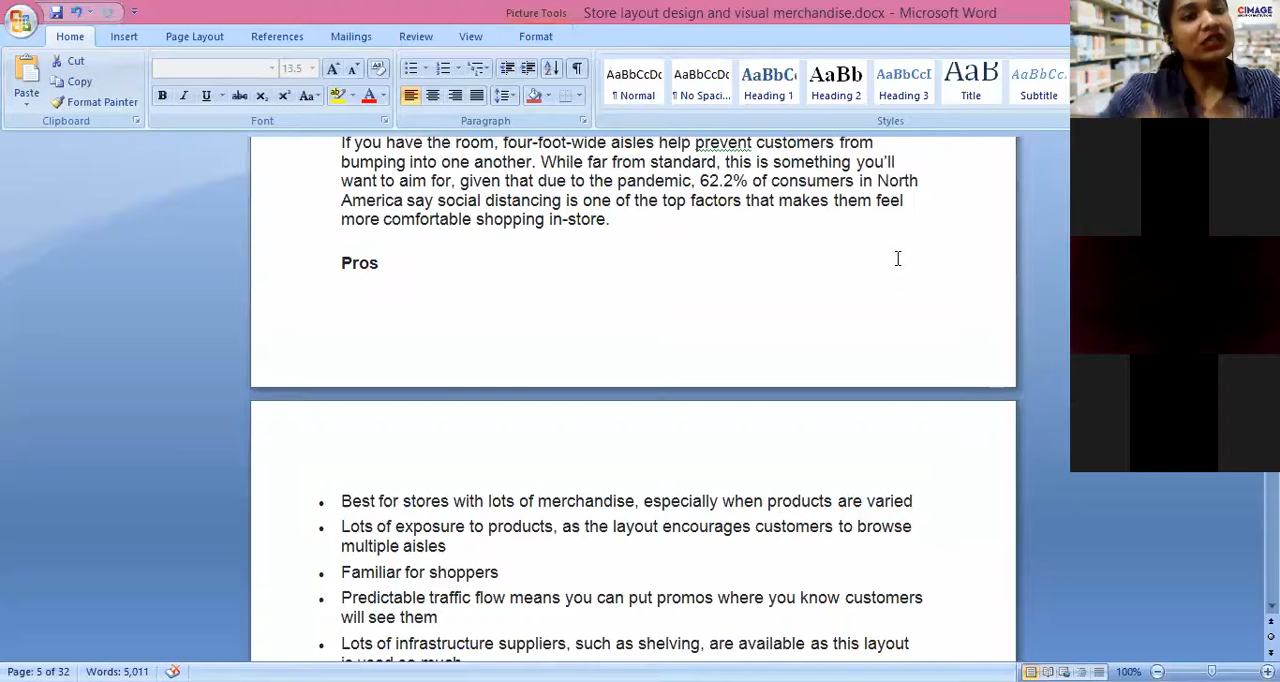 Picture Tools
Store layout design and visual merchandise.docx - Microsoft Word
Home Insert Page Layout References Mailings Review View Format
Paste
Cut
Copy
Format Painter
Clipboard
13.5
Font
Paragraph
AaBbCcDc AaBbCcDc AaBbC AaBb AaBbCcI AaB AaBbCc
¶ Normal ¶ No Spaci... Heading 1 Heading 2 Heading 3 Title Subtitle
Styles
CIMAGE
If you have the room, four-foot-wide aisles help prevent customers from
bumping into one another. While far from standard, this is something you'll
want to aim for, given that due to the pandemic, 62.2% of consumers in North
America say social distancing is one of the top factors that makes them feel
more comfortable shopping in-store.
Pros
• Best for stores with lots of merchandise, especially when products are varied
• Lots of exposure to products, as the layout encourages customers to browse
multiple aisles
• Familiar for shoppers
• Predictable traffic flow means you can put promos where you know customers
will see them
• Lots of infrastructure suppliers, such as shelving, are available as this layout
is used so much
Page: 5 of 32 Words: 5,011 100%